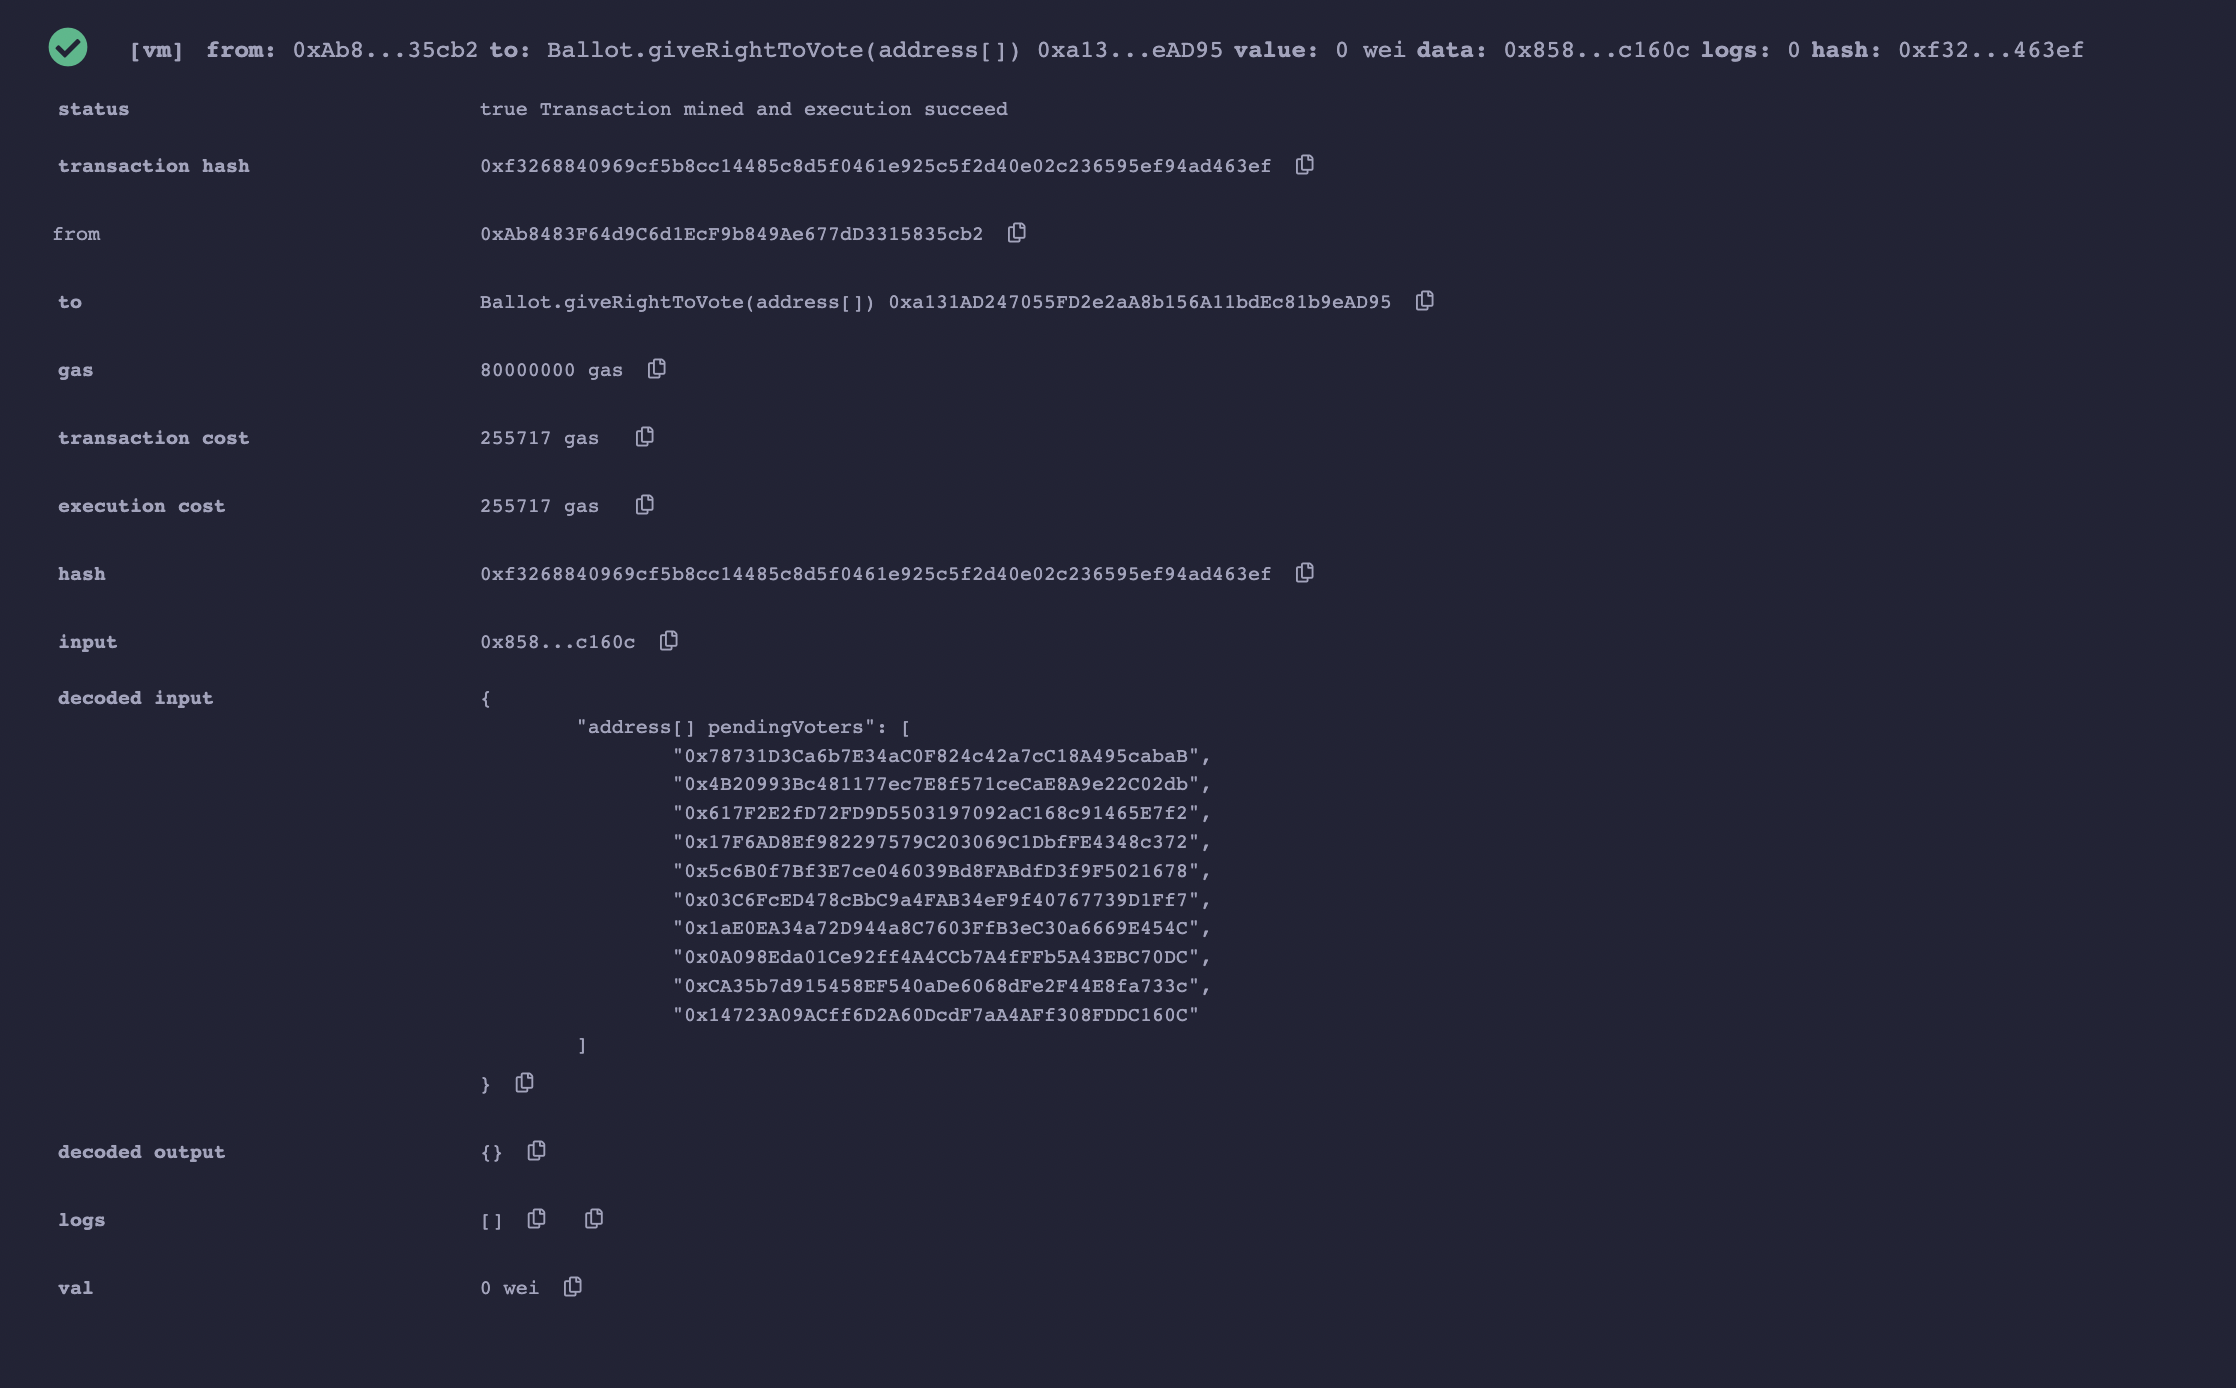 [vm] from: 0xAb8...35cb2 to: Ballot.giveRightToVote(address[]) 0xa13...eAD95 value: 0 wei data: 0x858...c160c logs: 0 hash: 0xf32...463ef
status true Transaction mined and execution succeed
transaction hash 0xf3268840969cf5b8cc14485c8d5f0461e925c5f2d40e02c236595ef94ad463ef
from 0xAb8483F64d9C6d1EcF9b849Ae677dD3315835cb2
to Ballot.giveRightToVote(address[]) 0xa131AD247055FD2e2aA8b156A11bdEc81b9eAD95
gas 80000000 gas
transaction cost 255717 gas
execution cost 255717 gas
hash 0xf3268840969cf5b8cc14485c8d5f0461e925c5f2d40e02c236595ef94ad463ef
input 0x858...c160c
decoded input {
"address[] pendingVoters": [
"0x78731D3Ca6b7E34aC0F824c42a7cC18A495cabaB",
"0x4B20993Bc481177ec7E8f571ceCaE8A9e22C02db",
"0x617F2E2fD72FD9D5503197092aC168c91465E7f2",
"0x17F6AD8Ef982297579C203069C1DbfFE4348c372",
"0x5c6B0f7Bf3E7ce046039Bd8FABdfD3f9F5021678",
"0x03C6FcED478cBbC9a4FAB34eF9f40767739D1Ff7",
"0x1aE0EA34a72D944a8C7603FfB3eC30a6669E454C",
"0x0A098Eda01Ce92ff4A4CCb7A4fFFb5A43EBC70DC",
"0xCA35b7d915458EF540aDe6068dFe2F44E8fa733c",
"0x14723A09ACff6D2A60DcdF7aA4AFf308FDDC160C"
]
}
decoded output {}
logs []
val 0 wei